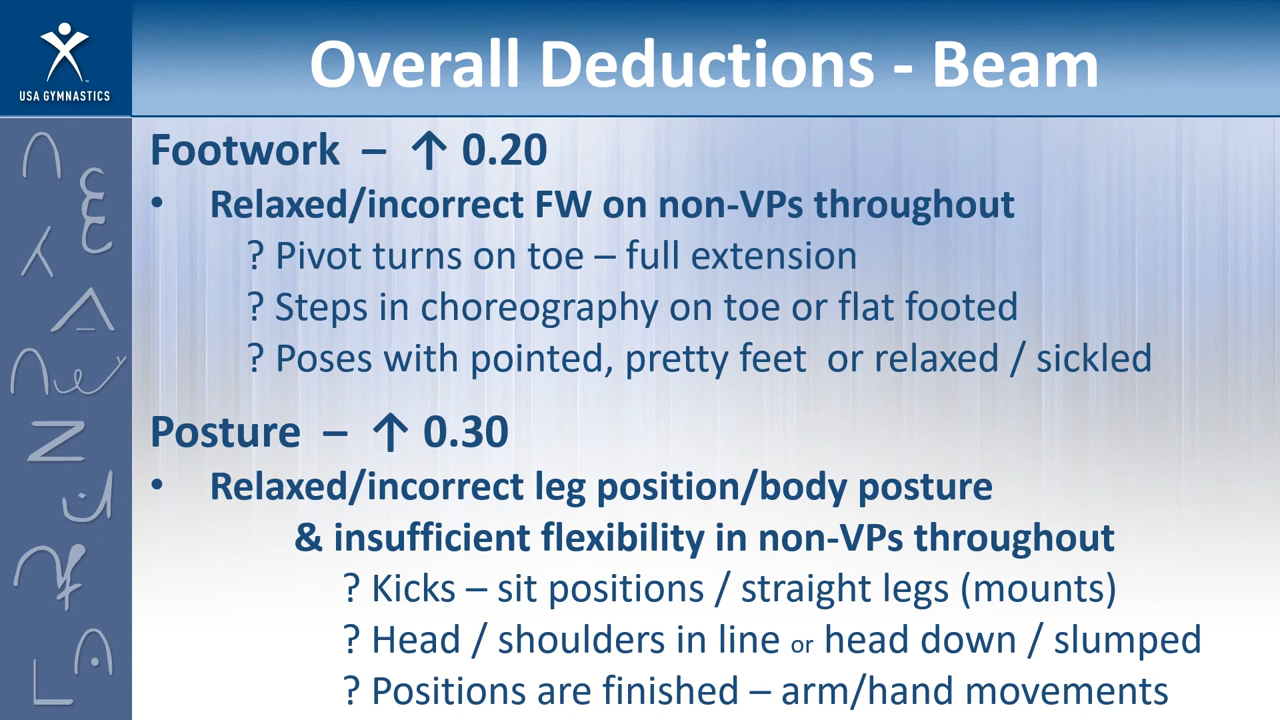 USA GYMNASTICS
Overall Deductions - Beam
Footwork – ↑ 0.20
• Relaxed/incorrect FW on non-VPs throughout
? Pivot turns on toe – full extension
? Steps in choreography on toe or flat footed
? Poses with pointed, pretty feet or relaxed / sickled
Posture – ↑ 0.30
• Relaxed/incorrect leg position/body posture
& insufficient flexibility in non-VPs throughout
? Kicks – sit positions / straight legs (mounts)
? Head / shoulders in line or head down / slumped
? Positions are finished – arm/hand movements